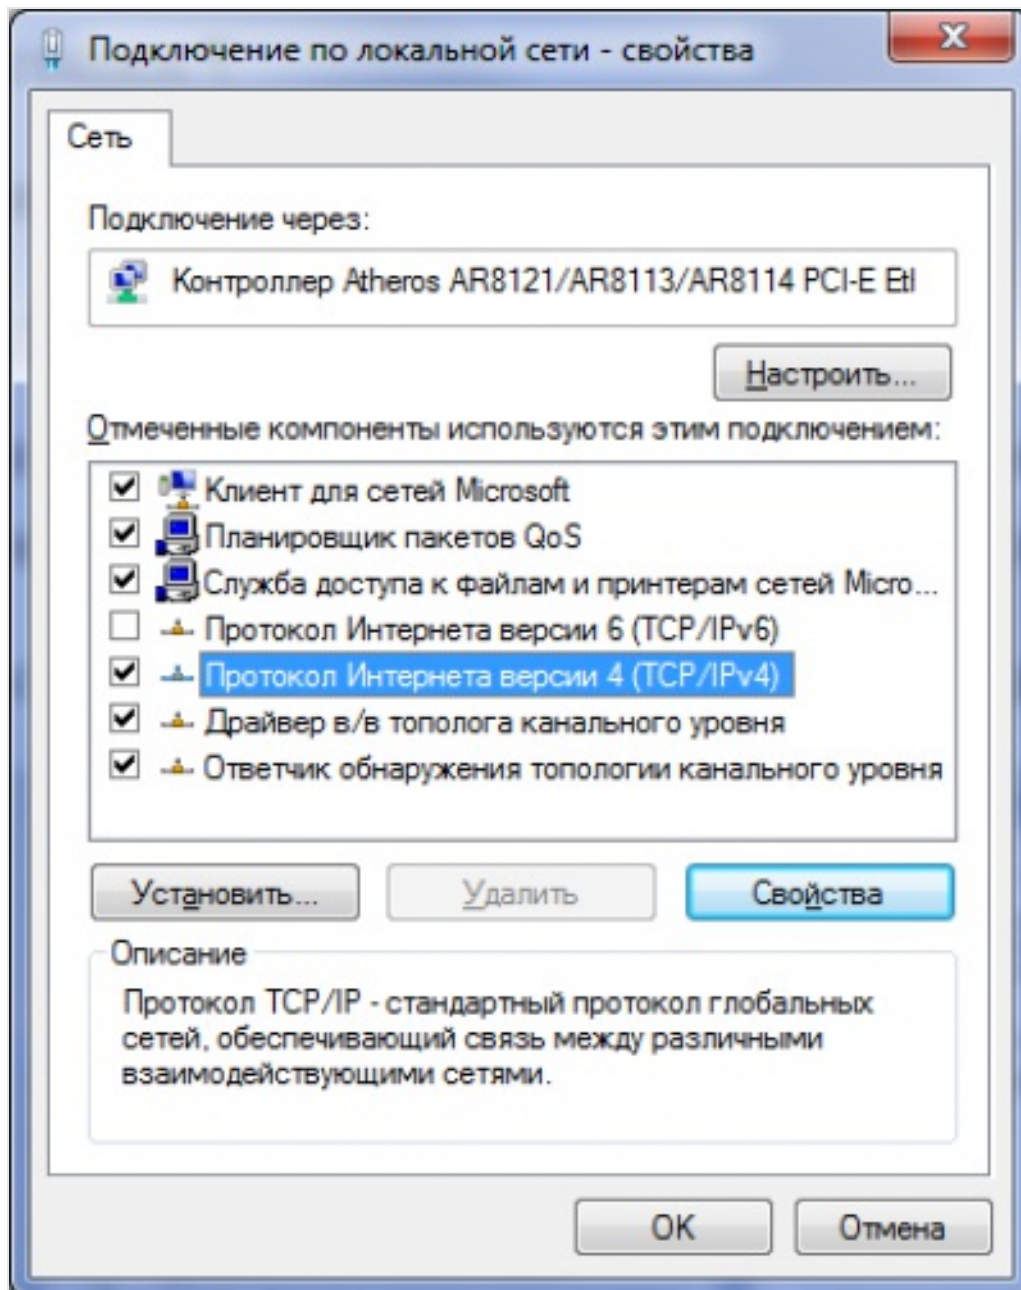 Подключение по локальной сети - свойства
Сеть
Подключение через:
Контроллер Atheros AR8121/AR8113/AR8114 PCI-E Etl
Настроить...
Отмеченные компоненты используются этим подключением:
Клиент для сетей Microsoft
Планировщик пакетов QoS
Служба доступа к файлам и принтерам сетей Micro...
Протокол Интернета версии 6 (TCP/IPv6)
Протокол Интернета версии 4 (TCP/IPv4)
Драйвер в/в тополога канального уровня
Ответчик обнаружения топологии канального уровня
Установить...
Удалить
Свойства
Описание
Протокол TCP/IP - стандартный протокол глобальных
сетей, обеспечивающий связь между различными
взаимодействующими сетями.
OK
Отмена